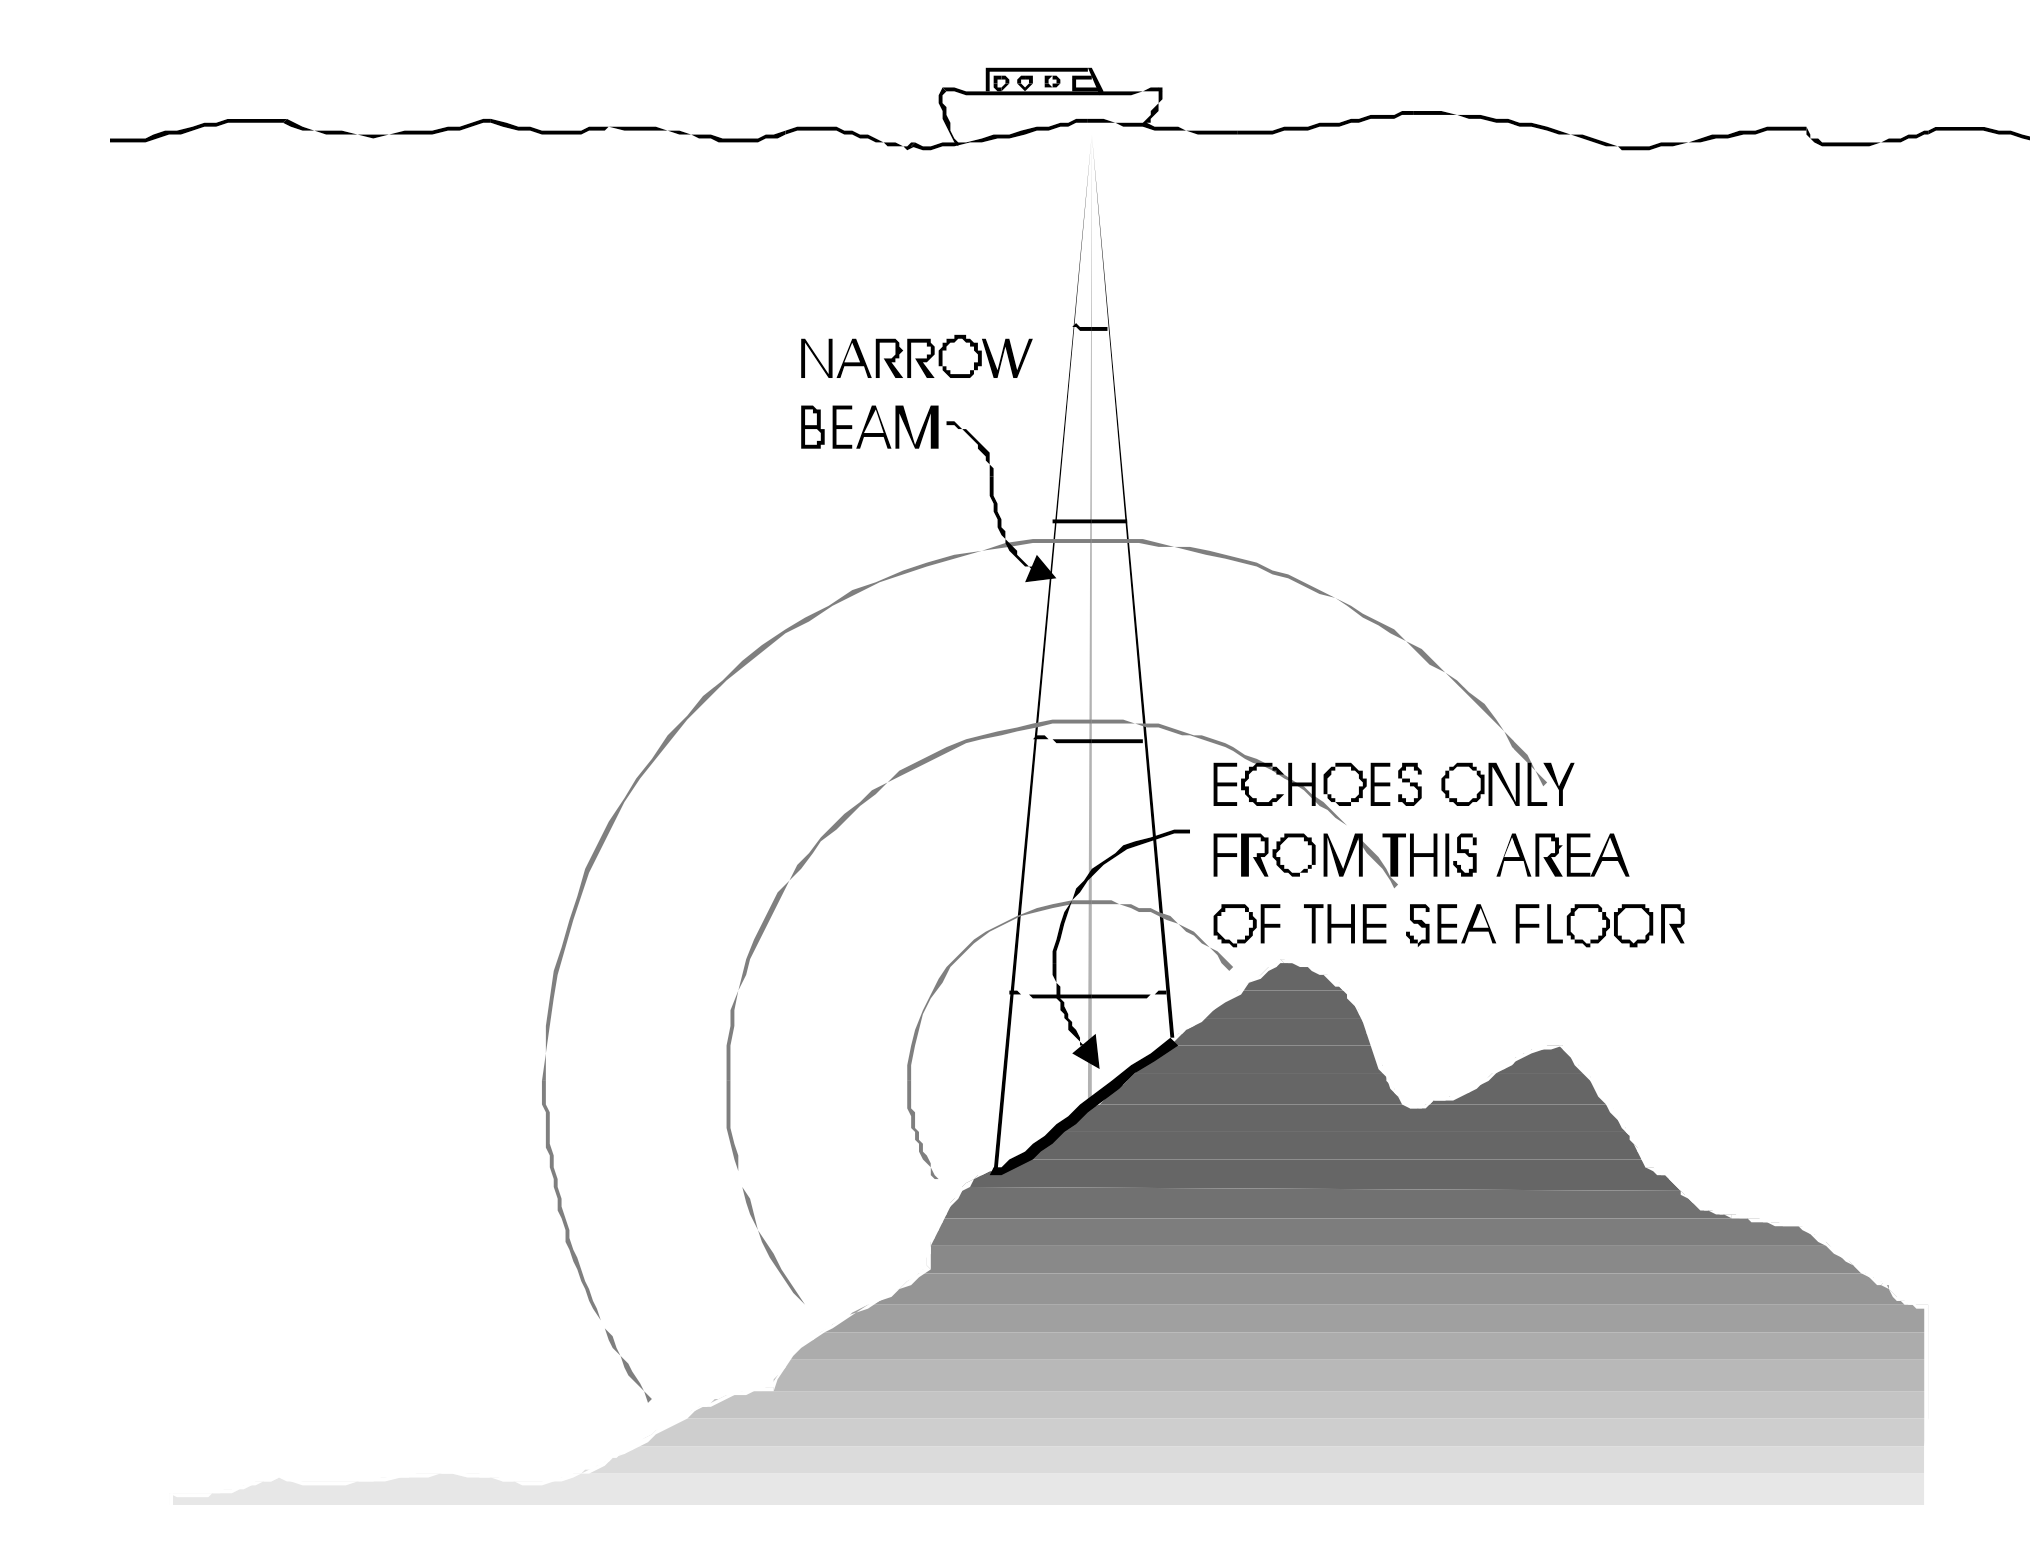 NARROW
BEAM
ECHOES ONLY
FROM THIS AREA
OF THE SEA FLOOR